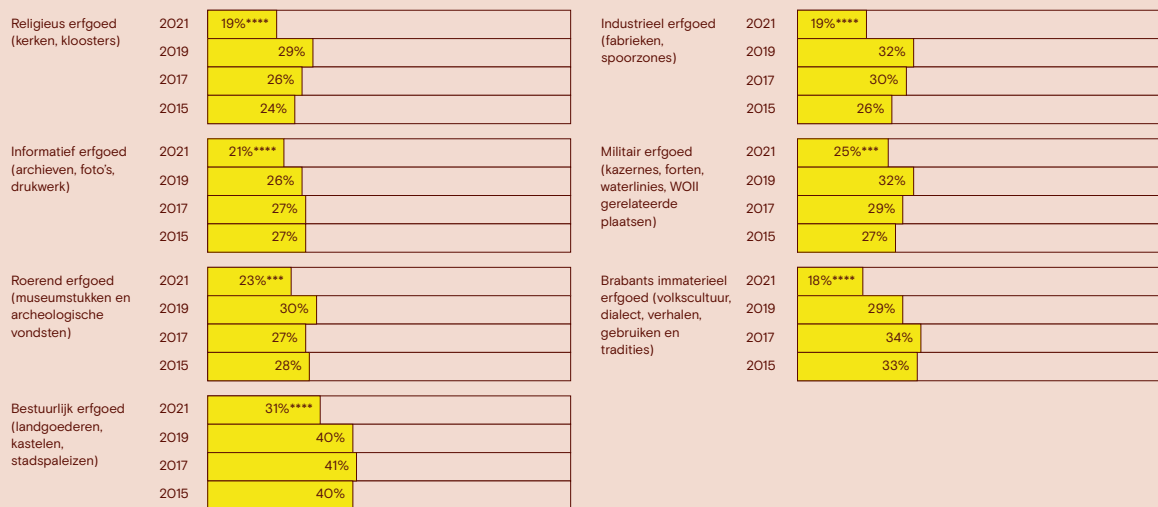 Religieus erfgoed
(kerken, kloosters)
2021 19%****
2019 29%
2017 26%
2015 24%
Informatief erfgoed
(archieven, foto's,
drukwerk)
2021 21%****
2019 26%
2017 27%
2015 27%
Roerend erfgoed
(museumstukken en
archeologische
vondsten)
2021 23%***
2019 30%
2017 27%
2015 28%
Bestuurlijk erfgoed
(landgoederen,
kastelen,
stadspaleizen)
2021 31%****
2019 40%
2017 41%
2015 40%
Industrieel erfgoed
(fabrieken,
spoorzones)
2021 19%****
2019 32%
2017 30%
2015 26%
Militair erfgoed
(kazernes, forten,
waterlinies, WOII
gerelateerde
plaatsen)
2021 25%***
2019 32%
2017 29%
2015 27%
Brabants immaterieel
erfgoed (volkscultuur,
dialect, verhalen,
gebruiken en
tradities)
2021 18%****
2019 29%
2017 34%
2015 33%